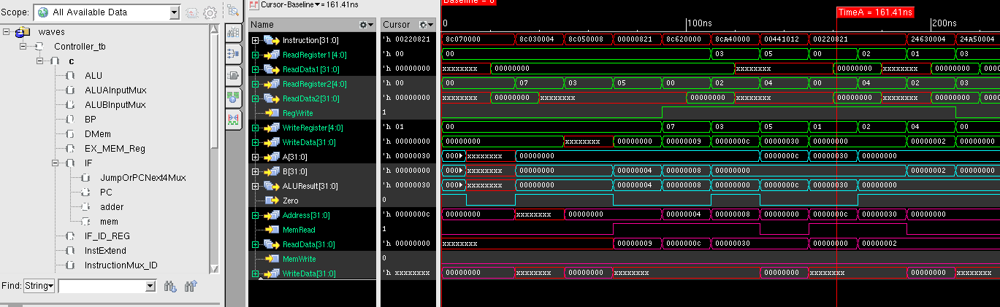 Scope: All Available Data
waves
Controller_tb
c
ALU
ALUAInputMux
ALUBInputMux
BP
DMem
EX_MEM_Reg
IF
JumpOrPCNext4Mux
PC
adder
mem
IF_ID_REG
InstExtend
InstructionMux_ID
Find: String
Cursor-Baseline = 161.41ns
Baseline = 0
TimeA = 161.41ns
0 100ns 200ns
Name Cursor
Instruction[31:0] 'h 00220821 8c070000 8c030004 8c050008 00000821 8c620000 8cA40000 00441012 00220821 24630004 24A50004
ReadRegister1[4:0] 'h 00 00 03 05 00 02 01 03
ReadData1[31:0] 'h 00000000 xxxxxxxx 00000000 xxxxxxxx 00000000 xxxxxxxx 00000000 0000
ReadRegister2[4:0] 'h 00 00 07 03 05 00 02 04 00 04 02 03
ReadData2[31:0] 'h 00000000 xxxxxxxx 00000000 xxxxxxxx 00000000 xxxxxxxx 00000000 xxxxxxxx 00000000 0000
RegWrite 1
WriteRegister[4:0] 'h 01 00 07 03 05 01 02 04 00
WriteData[31:0] 'h 00000000 00000000 xxxxxxxx 00000000 00000009 0000000c 00000030 00000000 00000002 00000000
A[31:0] 'h 00000030 000 xxxxxxxx 00000000 0000000c 00000030 00000000
B[31:0] 'h 00000000 000 xxxxxxxx 00000000 00000004 00000008 00000000 00000002 00000000
ALUResult[31:0] 'h 00000030 000 xxxxxxxx 00000000 00000004 00000008 00000000 0000000c 00000030 00000000
Zero 0
Address[31:0] 'h 0000000c 00000000 xxxxxxxx 00000000 00000004 00000008 00000000 0000000c 00000030 00000000
MemRead 1
ReadData[31:0] 'h 00000000 xxxxxxxx 00000009 0000000c 00000030 00000000 00000002
MemWrite 0
WriteData[31:0] 'h xxxxxxxx 00000000 xxxxxxxx 00000000 xxxxxxxx 00000000 xxxxxxxx 00000000 xxxxxxxx